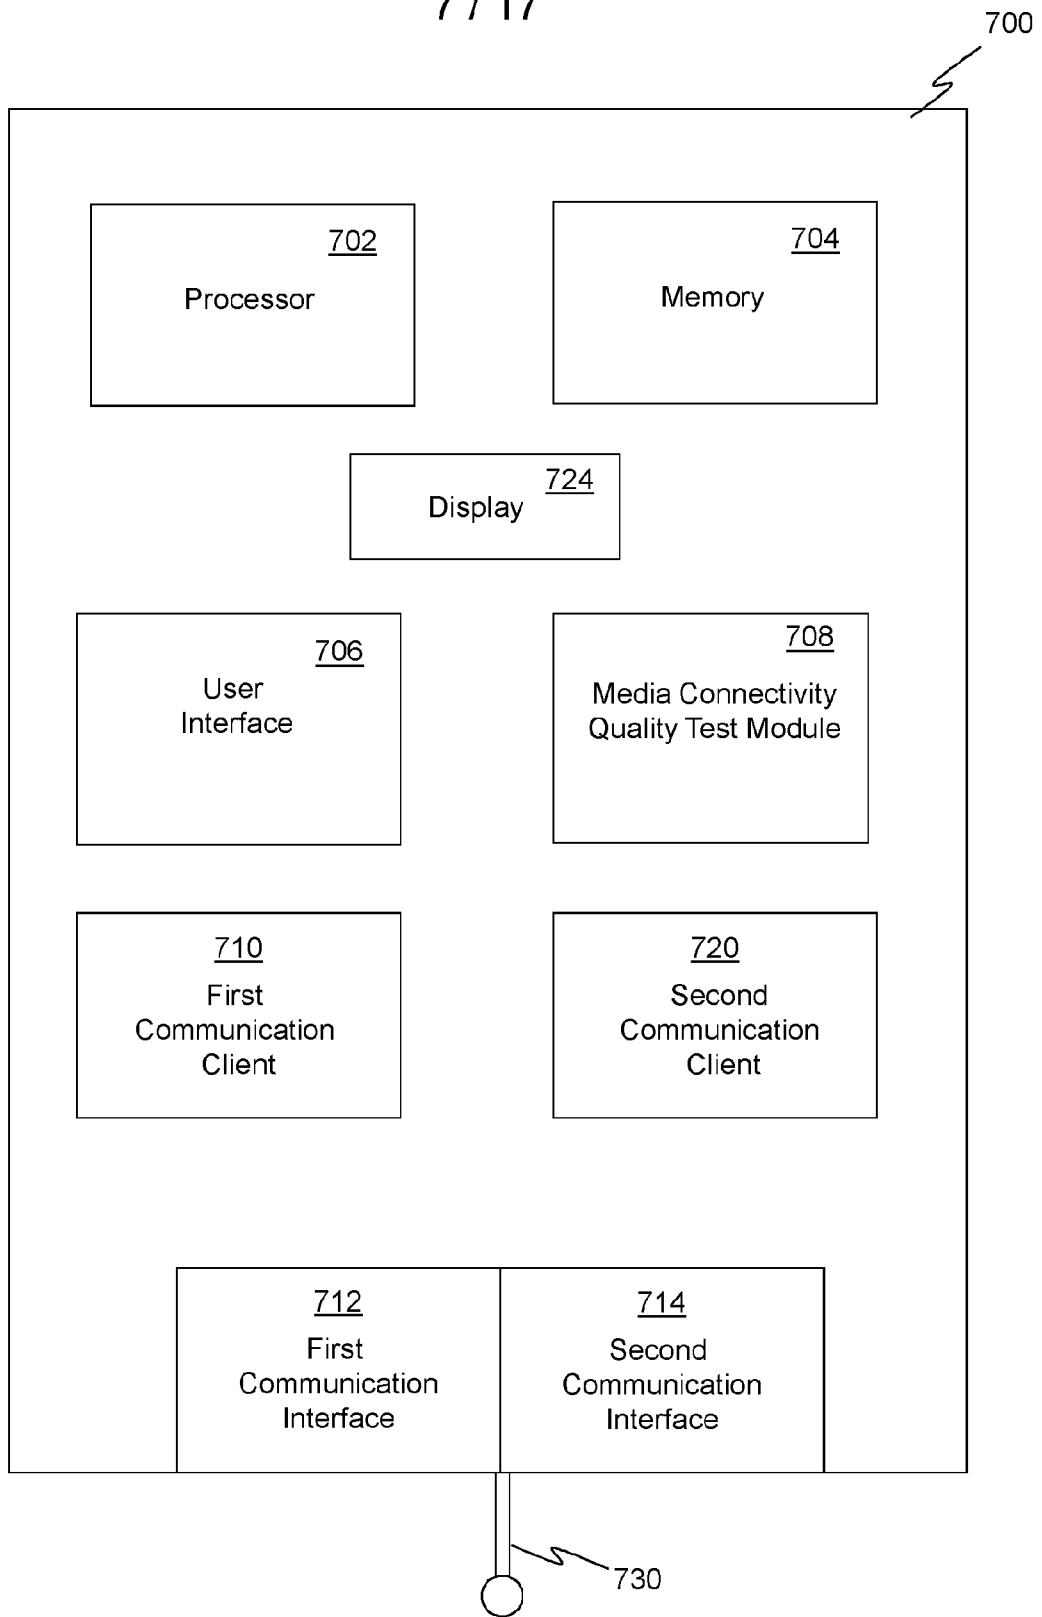 7 / 17
700
702
Processor
704
Memory
724
Display
706
User
Interface
708
Media Connectivity
Quality Test Module
710
First
Communication
Client
720
Second
Communication
Client
712
First
Communication
Interface
714
Second
Communication
Interface
730